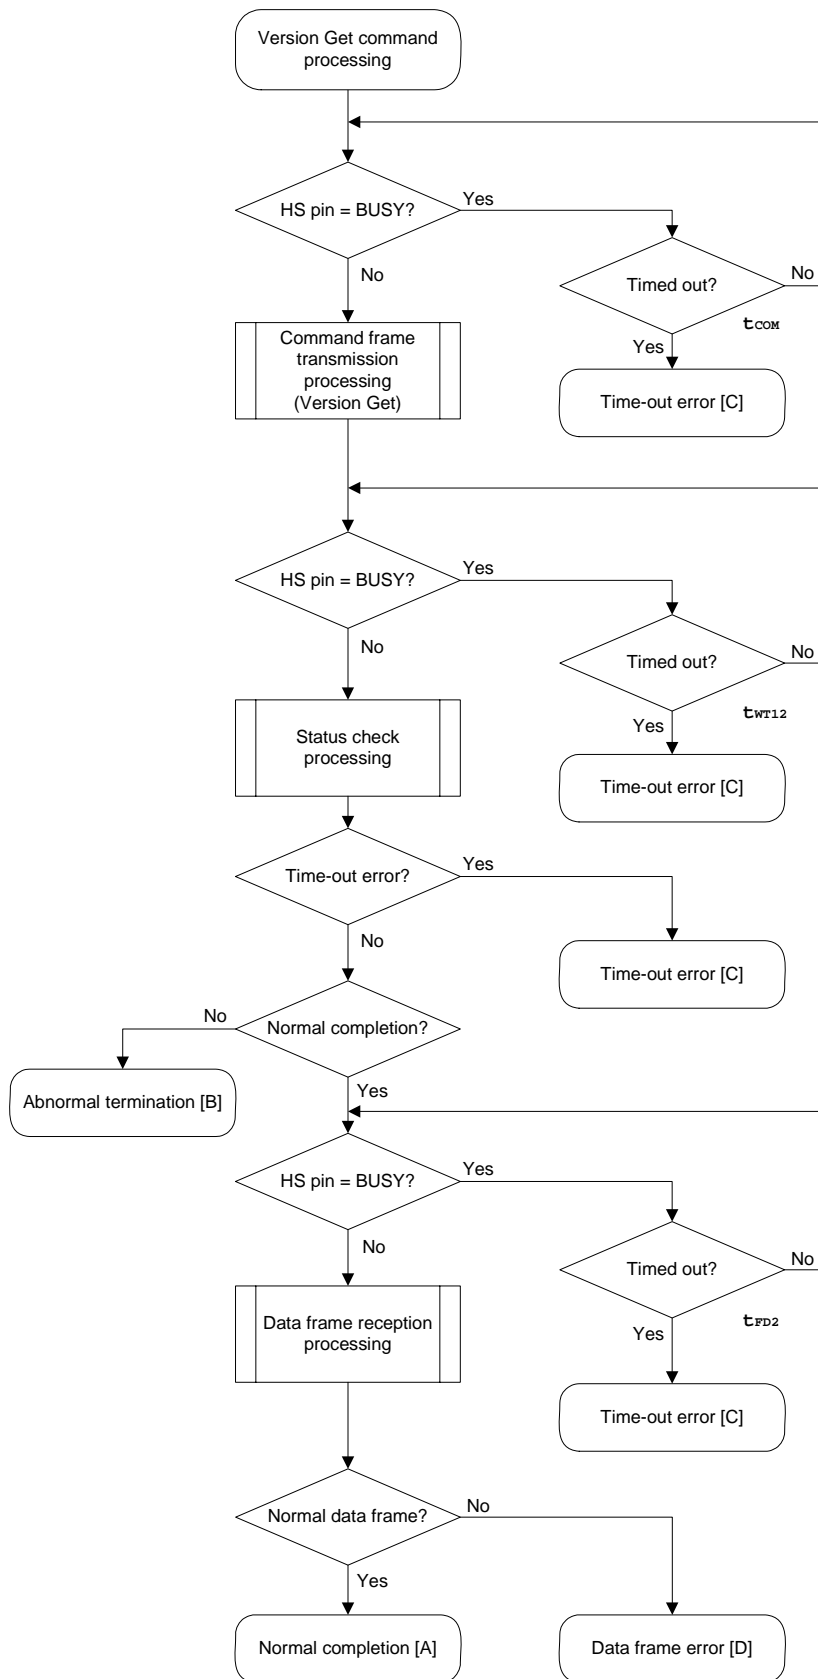 Version Get command
processing
HS pin = BUSY?
Yes
No
Timed out?
No
tCOM
Yes
Command frame
transmission
processing
(Version Get)
Time-out error [C]
HS pin = BUSY?
Yes
No
Timed out?
No
tWT12
Yes
Status check
processing
Time-out error [C]
Time-out error?
Yes
No
Time-out error [C]
Normal completion?
No
Yes
Abnormal termination [B]
HS pin = BUSY?
Yes
No
Timed out?
No
tFD2
Yes
Data frame reception
processing
Time-out error [C]
Normal data frame?
No
Yes
Normal completion [A]
Data frame error [D]